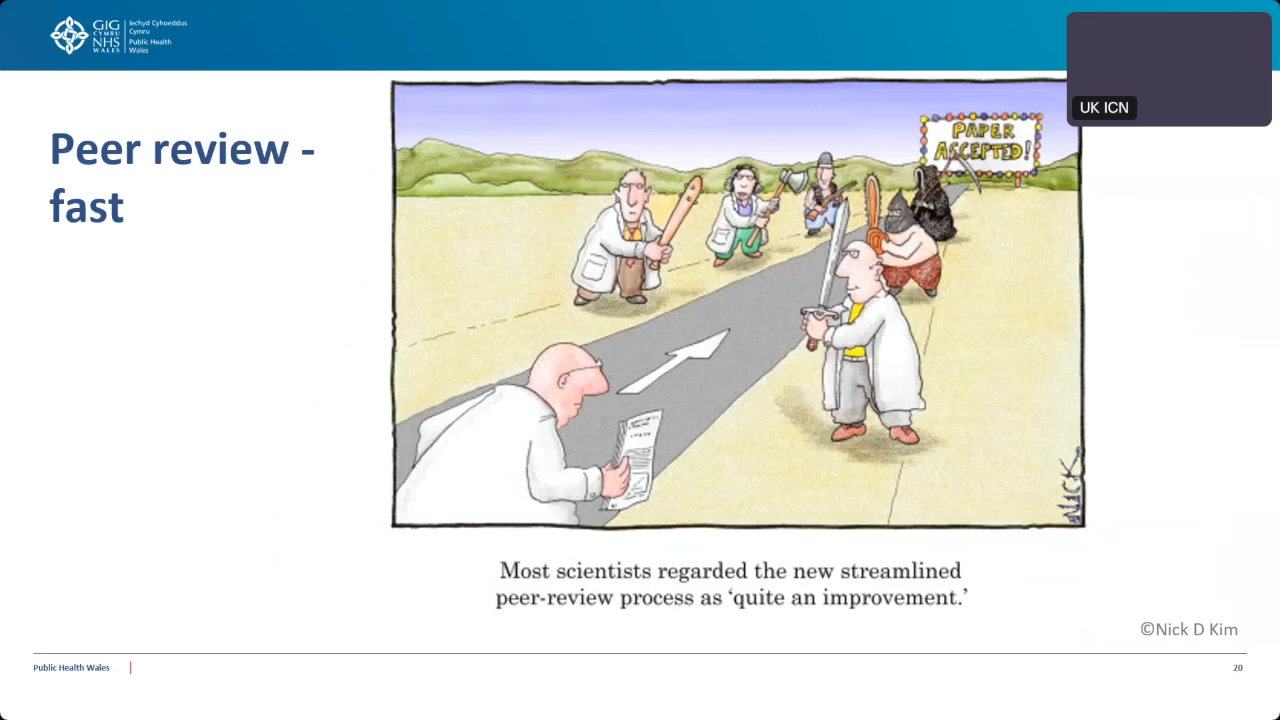 GIG
CYMRU
NHS
WALES
Iechyd Cyhoeddus
Cymru
Public Health
Wales
UK ICN
Peer review -
fast
PAPER
ACCEPTED!
NICK
Most scientists regarded the new streamlined
peer-review process as ‘quite an improvement.’
©Nick D Kim
Public Health Wales
20